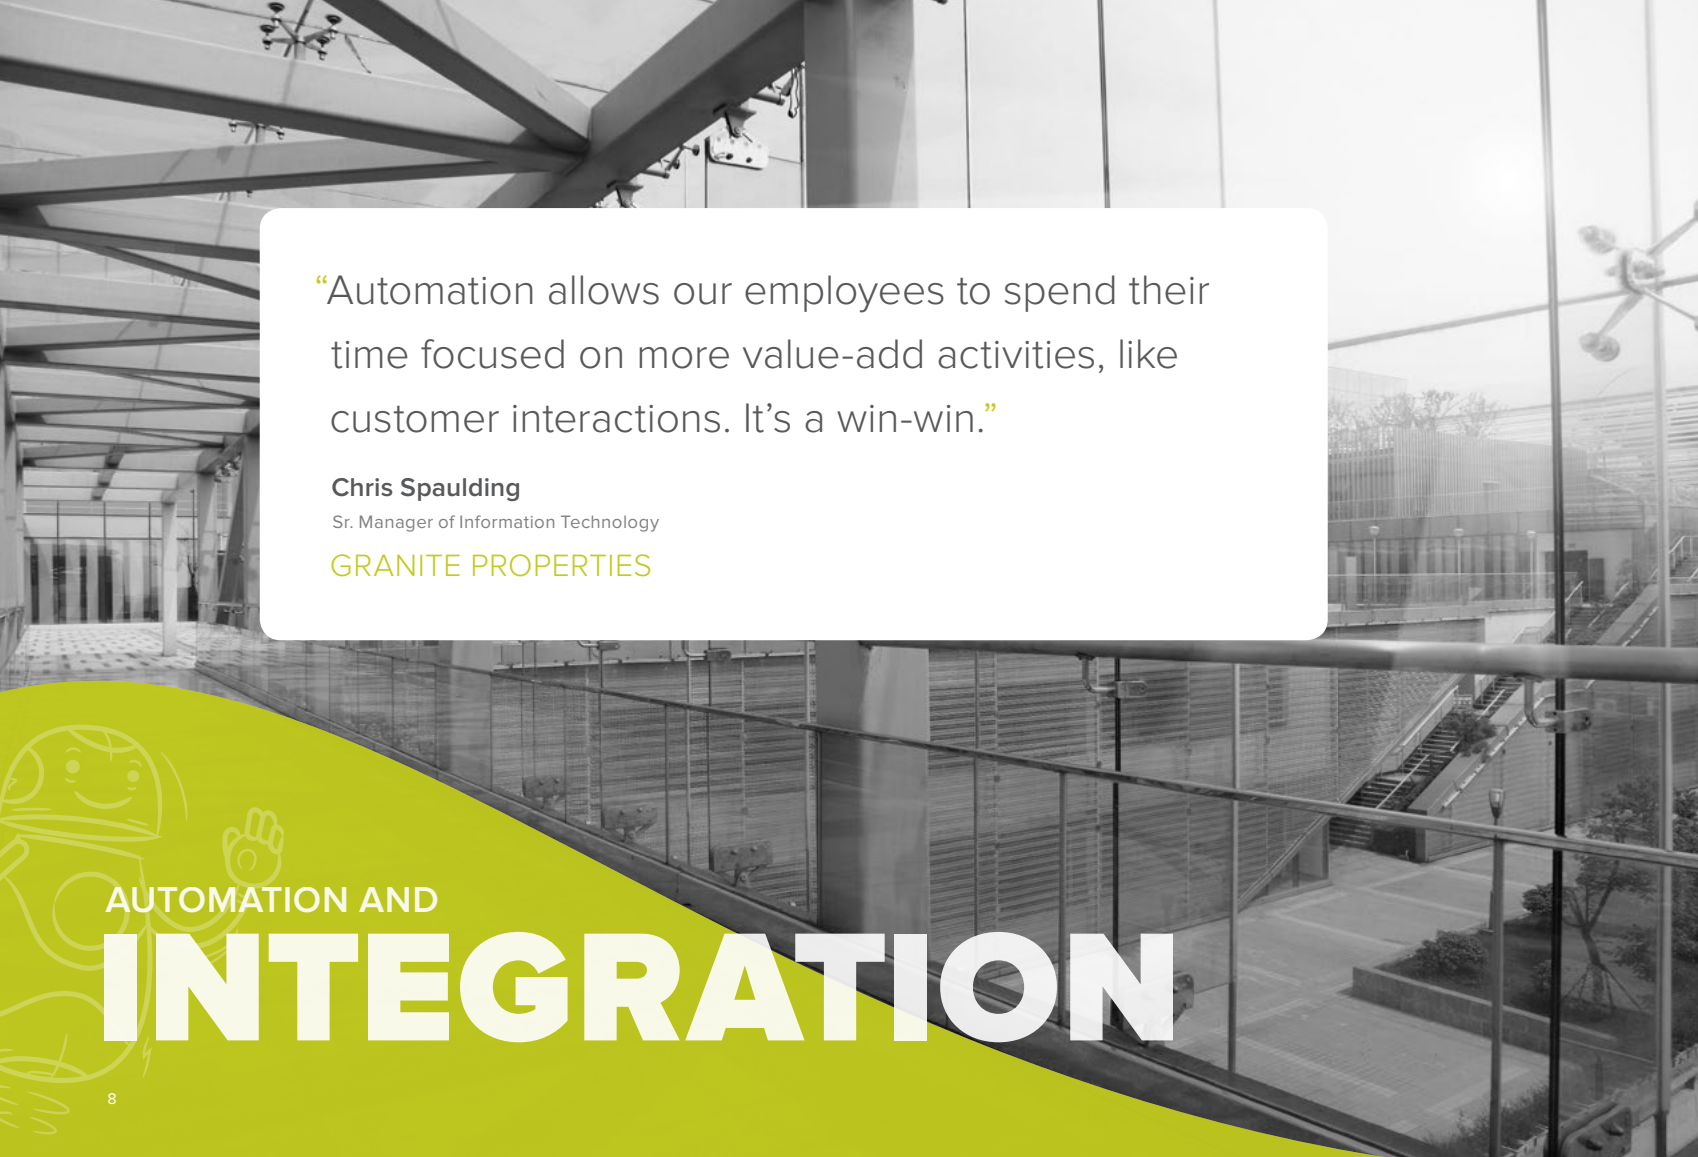 “Automation allows our employees to spend their
time focused on more value-add activities, like
customer interactions. It’s a win-win.”
Chris Spaulding
Sr. Manager of Information Technology
GRANITE PROPERTIES
AUTOMATION AND
INTEGRATION
8